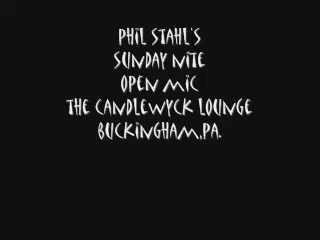 PHIL STAHL'S
SUNDAY NITE
OPEN MIC
THE CANDLEWYCK LOUNGE
BUCKINGHAM,PA.